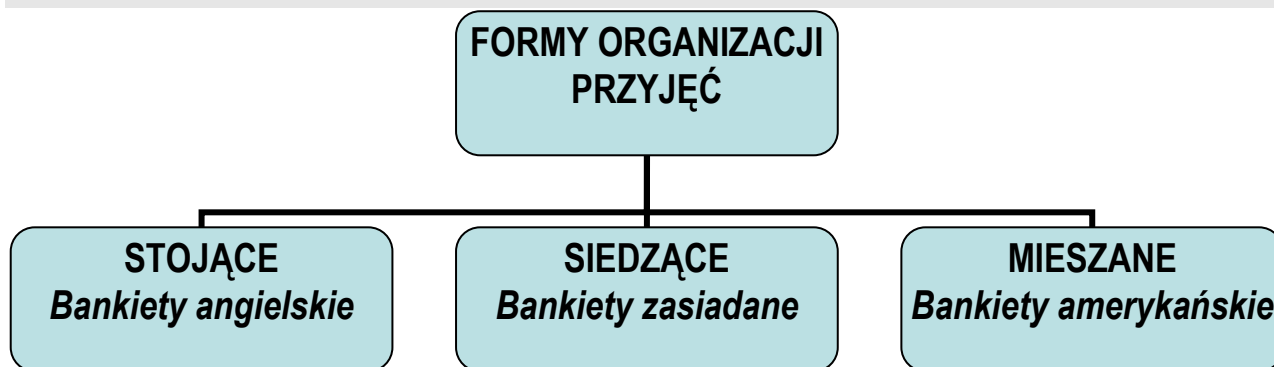 FORMY ORGANIZACJI
PRZYJĘĆ
STOJĄCE
Bankiety angielskie
SIEDZĄCE
Bankiety zasiadane
MIESZANE
Bankiety amerykańskie